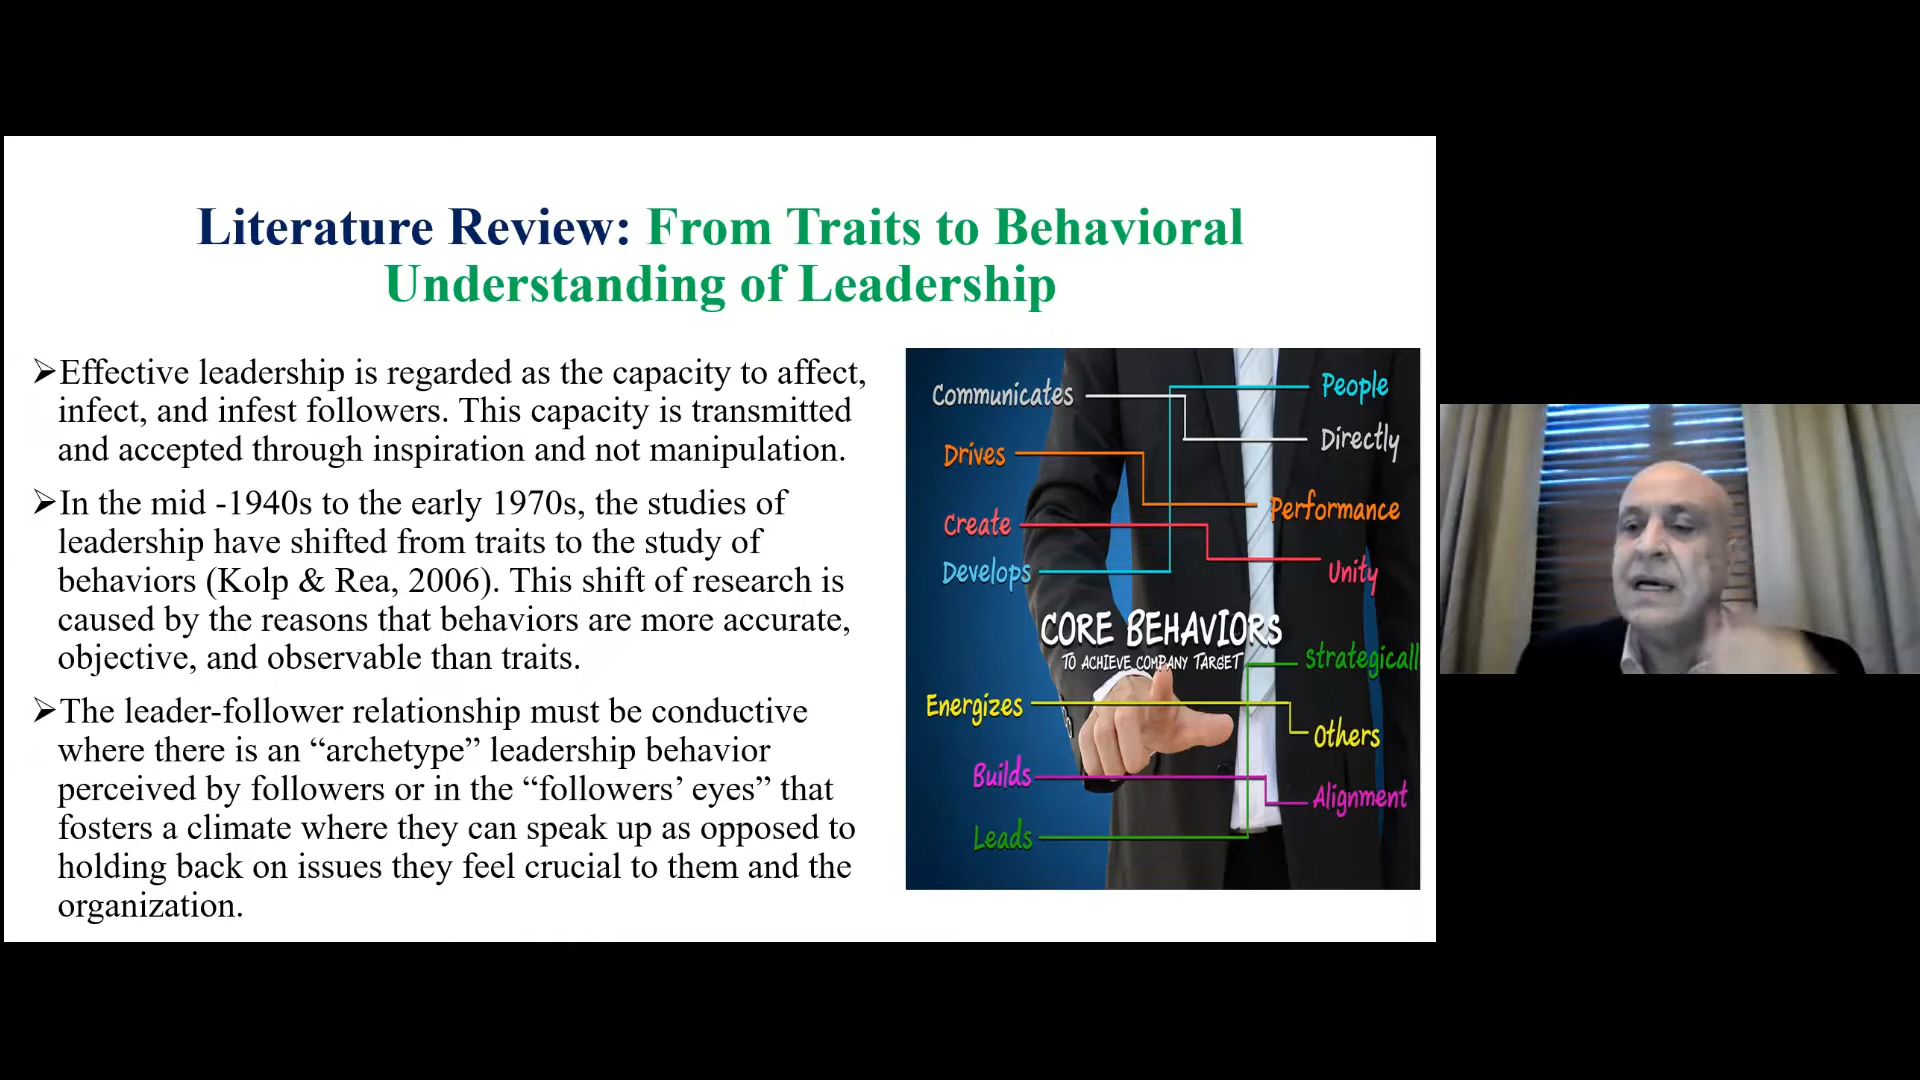 Literature Review: From Traits to Behavioral
Understanding of Leadership
➢Effective leadership is regarded as the capacity to affect,
infect, and infest followers. This capacity is transmitted
and accepted through inspiration and not manipulation.
➢In the mid -1940s to the early 1970s, the studies of
leadership have shifted from traits to the study of
behaviors (Kolp & Rea, 2006). This shift of research is
caused by the reasons that behaviors are more accurate,
objective, and observable than traits.
➢The leader-follower relationship must be conductive
where there is an “archetype” leadership behavior
perceived by followers or in the “followers’ eyes” that
fosters a climate where they can speak up as opposed to
holding back on issues they feel crucial to them and the
organization.
Communicates
People
Directly
Drives
Performance
Create
Unity
Develops
CORE BEHAVIORS
TO ACHIEVE COMPANY TARGET
strategicall
Energizes
Others
Builds
Alignment
Leads